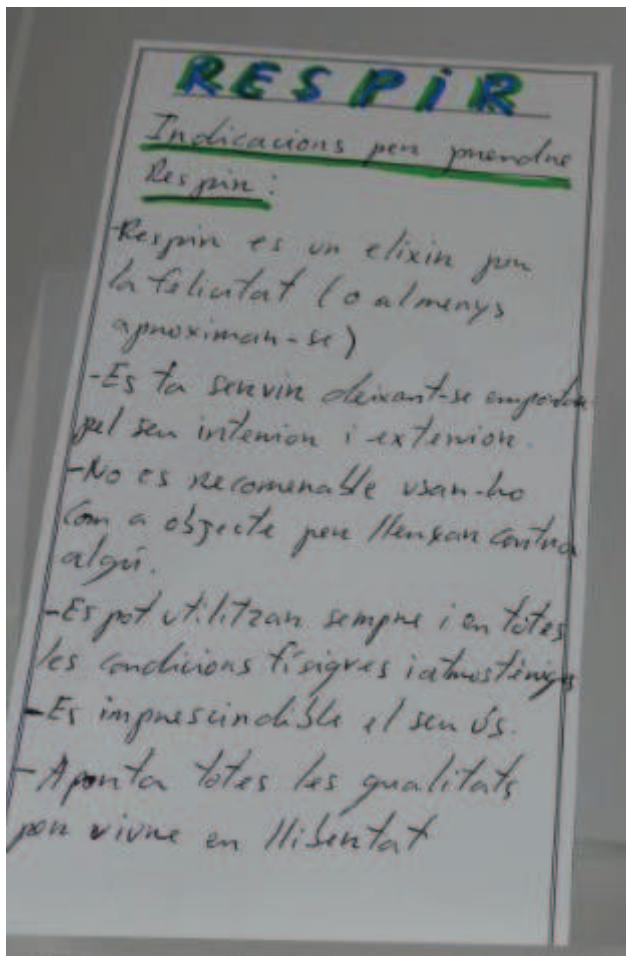 RESPiR
Indicacions per prendre
Respir:
-Respir es un elixir per
la felicitat (o almenys
aproximar-se)
-Es fa servir deixant-se emportar
pel seu interior i exterior.
-No es recomenable usar-ho
com a objecte per llençar contra
algú.
-Es pot utilitzar sempre i en totes
les condicions físiques i atmosfèriques
-Es imprescindible el seu ús.
-Aporta totes les qualitats
per viure en llibertat